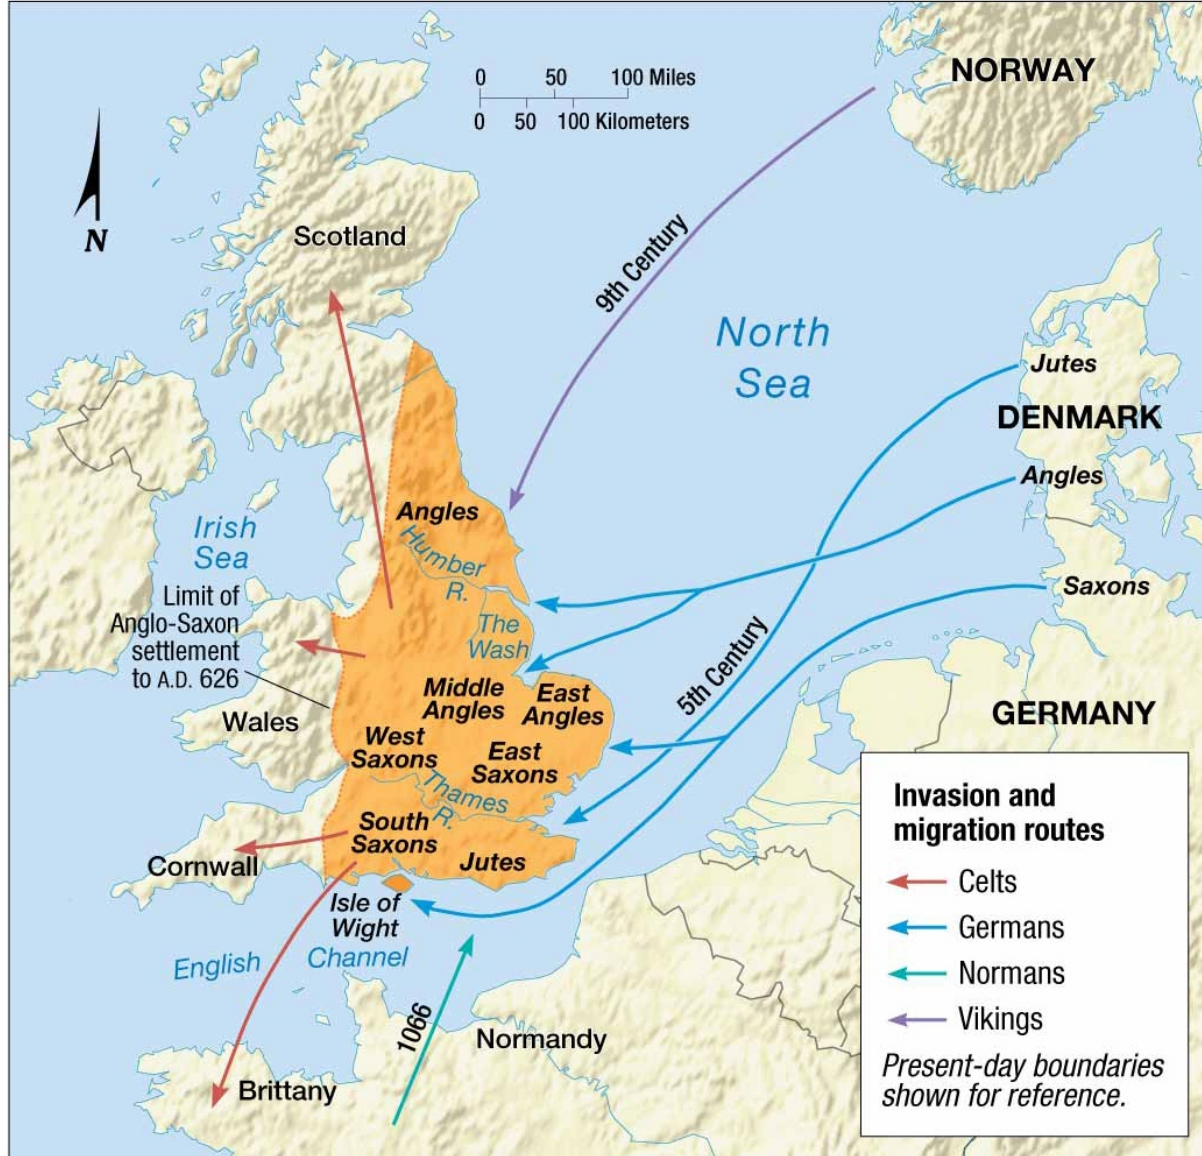 NORWAY
0 50 100 Miles
0 50 100 Kilometers
N
Scotland
9th Century
North
Sea
Jutes
DENMARK
Angles
Saxons
Angles
Humber
R.
Irish
Sea
The
Wash
Limit of
Anglo-Saxon
settlement
to A.D. 626
5th Century
Middle
Angles
East
Angles
Wales
West
Saxons
East
Saxons
GERMANY
Thames
R.
South
Saxons
Jutes
Cornwall
Isle of
Wight
English Channel
1066
Normandy
Brittany
Invasion and
migration routes
Celts
Germans
Normans
Vikings
Present-day boundaries
shown for reference.